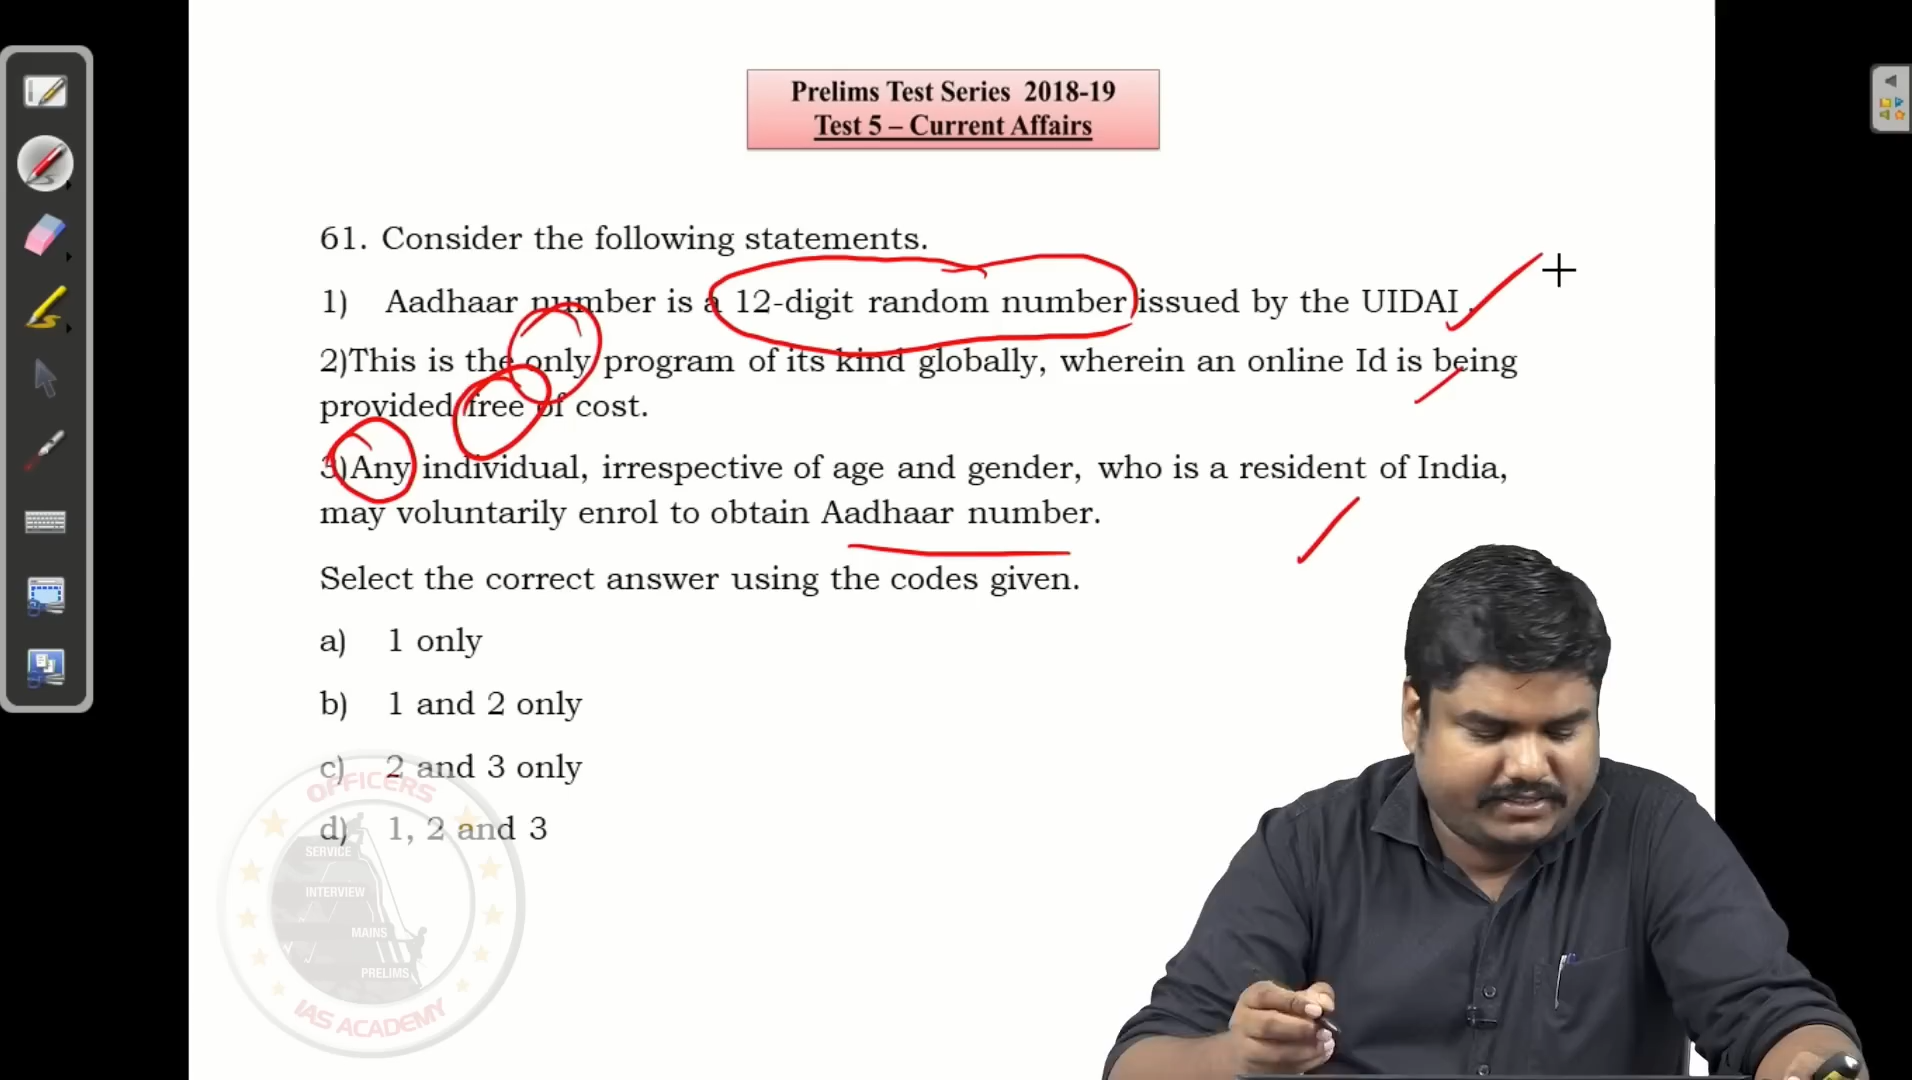 Prelims Test Series 2018-19
Test 5 – Current Affairs
61. Consider the following statements.
1) Aadhaar number is a 12-digit random number issued by the UIDAI.
2)This is the only program of its kind globally, wherein an online Id is being
provided free of cost.
3)Any individual, irrespective of age and gender, who is a resident of India,
may voluntarily enrol to obtain Aadhaar number.
Select the correct answer using the codes given.
a) 1 only
b) 1 and 2 only
c) 2 and 3 only
d) 1, 2 and 3
OFFICERS
SERVICE
INTERVIEW
MAINS
PRELIMS
IAS ACADEMY